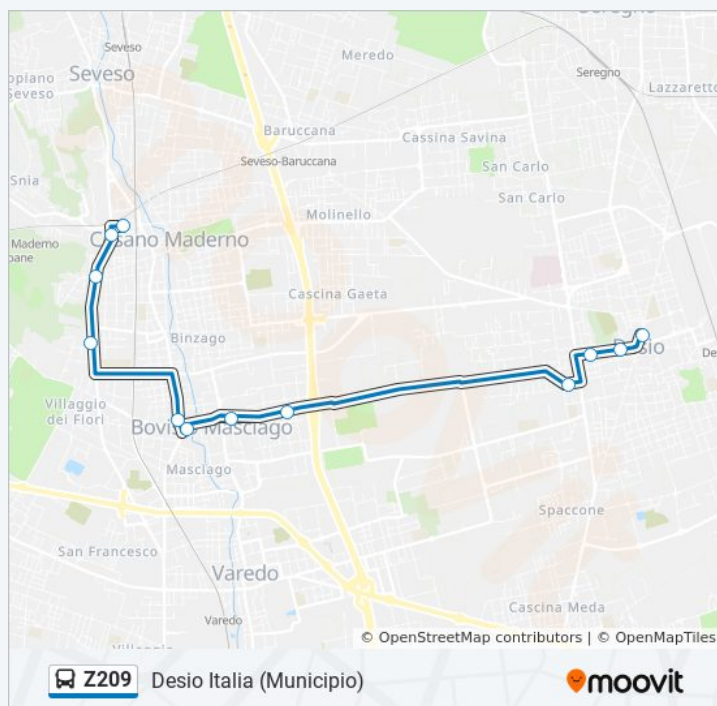 Seregno
Meredo
Seveso
Seregno
Seveso
Lazzaretto
opiano
Seveso
Baruccana
Cassina Savina
Seveso-Baruccana
San Carlo
Snia
San Carlo
Molinello
Maderno
Cesano Maderno
Cascina Gaeta
Binzago
Desio
De
Villaggio
dei Fiori
Bovisio Masciago
Masciago
Spaccone
San Francesco
Varedo
Cascina Meda
Varedo
Villaggio
© OpenStreetMap contributors | © OpenMapTiles
Z209 Desio Italia (Municipio) moovit